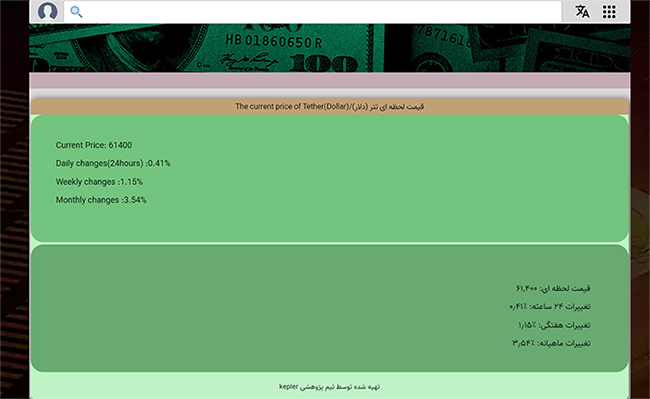 HB 01860650 R
100
The current price of Tether(Dollar)/قیمت لحظه ای تتر (دلار)
Current Price: 61400
Daily changes(24hours) :0.41%
Weekly changes :1.15%
Monthly changes :3.54%
قیمت لحظه ای: ۶۱,۴۰۰
تغییرات ۲۴ ساعته: ۰٫۴۱٪
تغییرات هفتگی: ۱٫۱۵٪
تغییرات ماهیانه: ۳٫۵۴٪
تهیه شده توسط تیم پژوهشی kepler